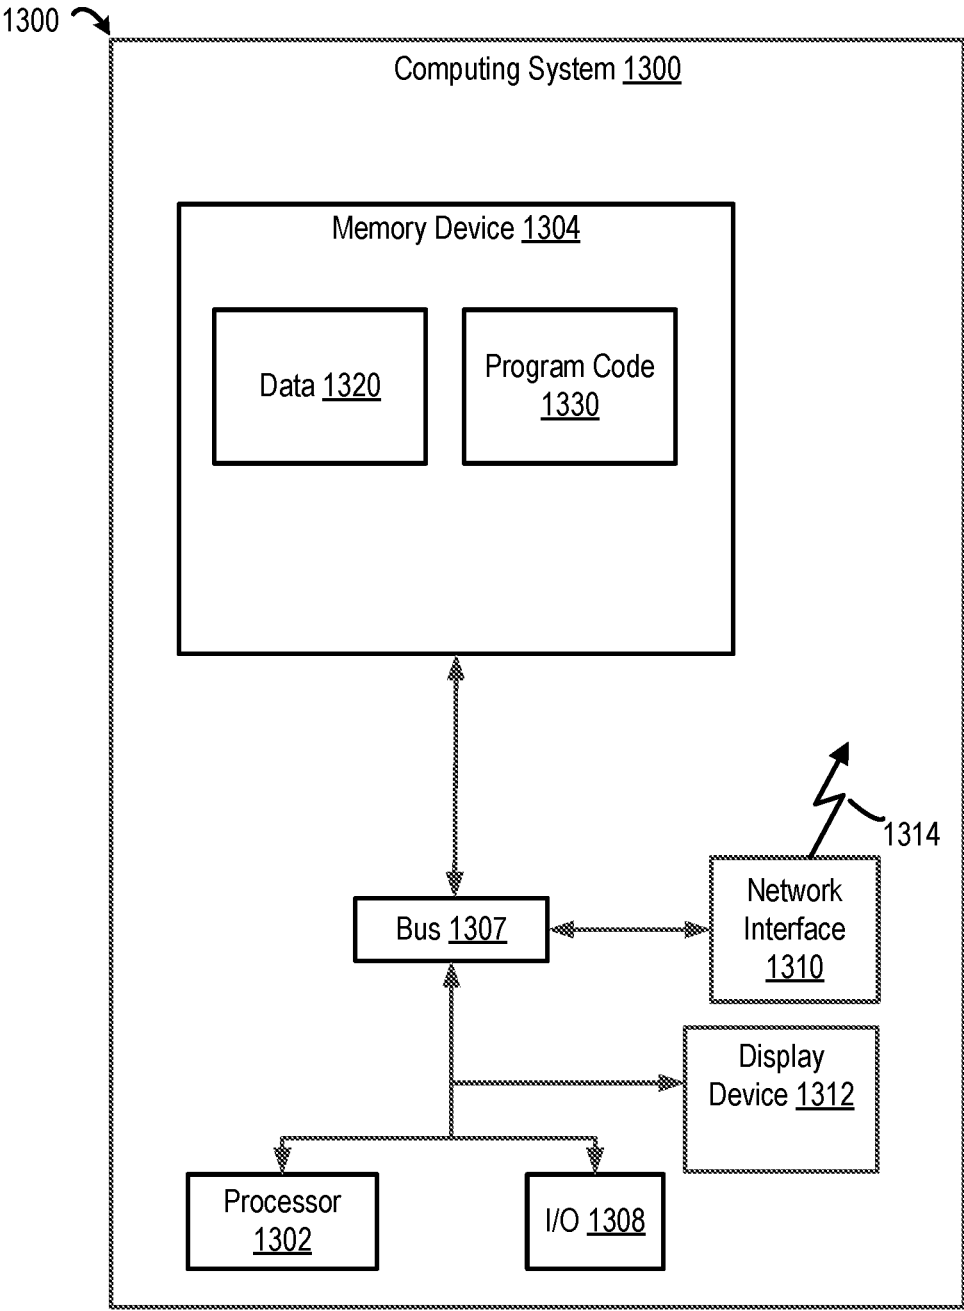 1300
Computing System 1300
Memory Device 1304
Data 1320
Program Code
1330
1314
Network
Interface
1310
Bus 1307
Display
Device 1312
Processor
1302
I/O 1308